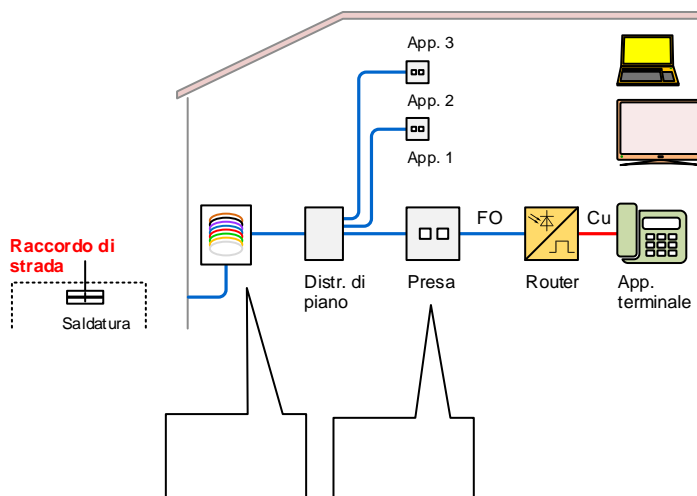 App. 3
App. 2
App. 1
FO
Cu
Raccordo di
strada
Saldatura
Distr. di
piano
Presa
Router
App.
terminale